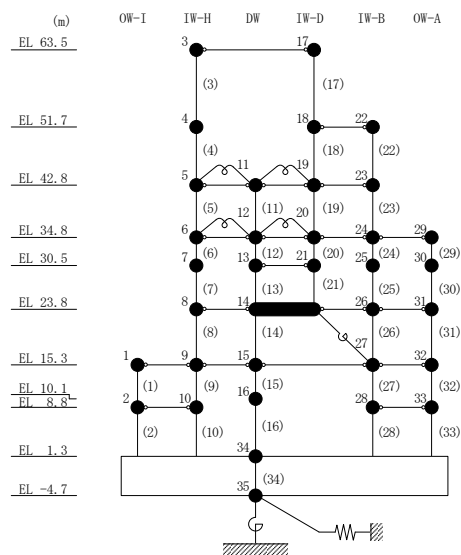 (m) OW-I IW-H DW IW-D IW-B OW-A
EL 63.5 3 17
(3) (17)
EL 51.7 4 18 22
(4) (18) (22)
EL 42.8 5 11 19 23
(5) (11) (19) (23)
EL 34.8 6 12 20 24 29
(6) (12) (20) (24) (29)
EL 30.5 7 13 21 25 30
(7) (13) (21) (25) (30)
EL 23.8 8 14 26 31
(8) (14) (26) (31)
EL 15.3 1 9 15 27 32
(1) (9) (15) (27) (32)
EL 10.1 16
EL 8.8 2 10 28 33
(2) (10) (16) (28) (33)
EL 1.3 34
(34)
EL -4.7 35